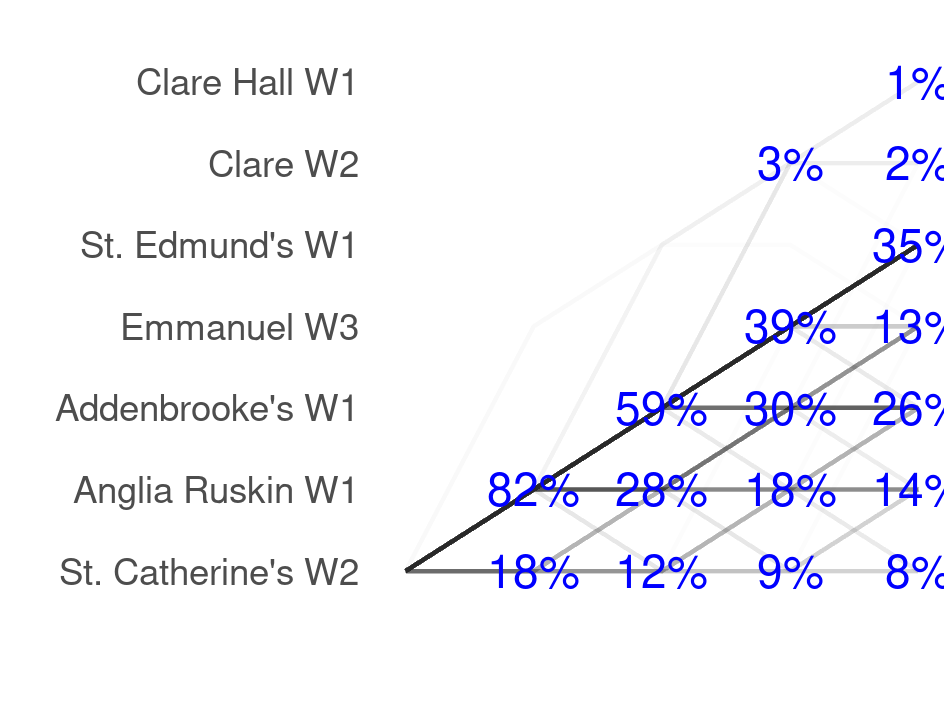 Clare Hall W1 1%
Clare W2 3% 2%
St. Edmund's W1 35%
Emmanuel W3 39% 13%
Addenbrooke's W1 59% 30% 26%
Anglia Ruskin W1 82% 28% 18% 14%
St. Catherine's W2 18% 12% 9% 8%